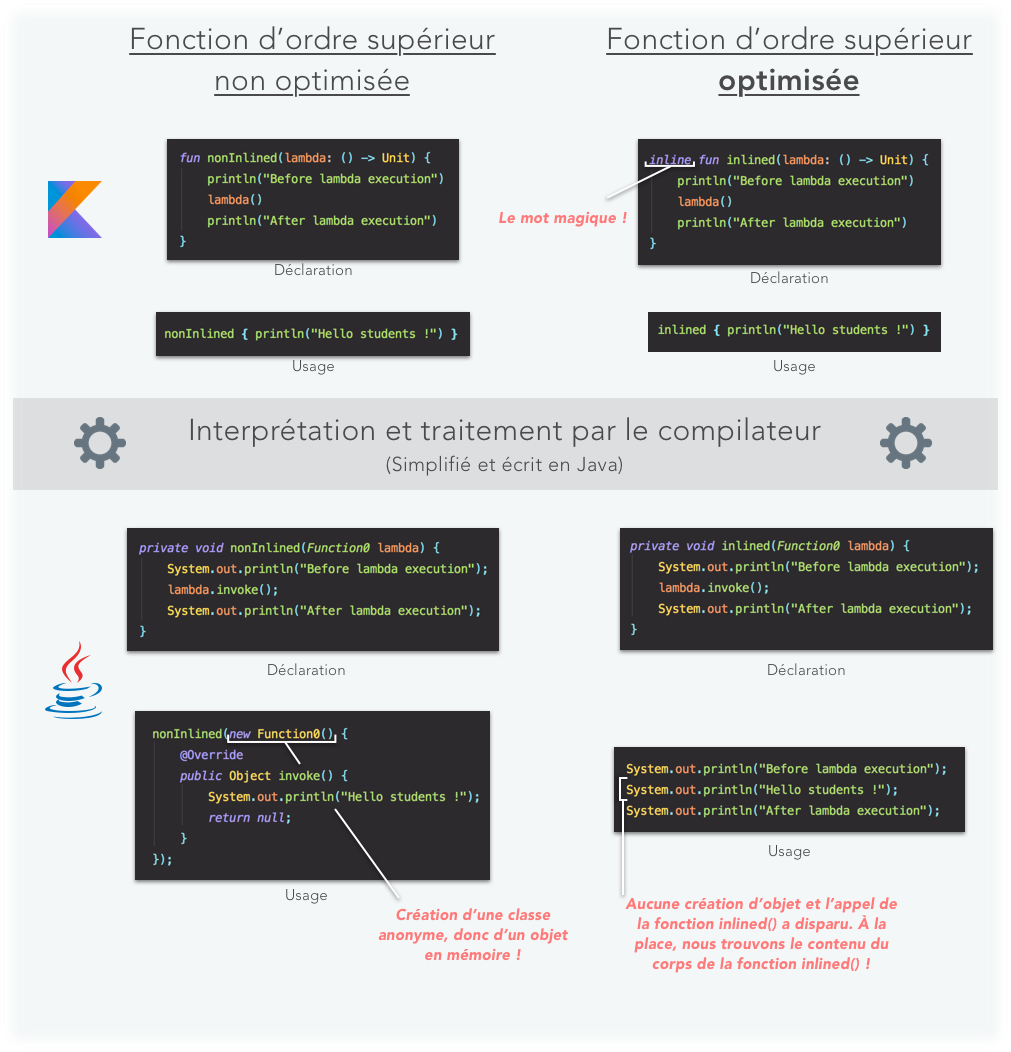 Fonction d’ordre supérieur
non optimisée
Fonction d’ordre supérieur
optimisée
fun nonInlined(lambda: () -> Unit) {
println("Before lambda execution")
lambda()
println("After lambda execution")
}
Déclaration
inline fun inlined(lambda: () -> Unit) {
println("Before lambda execution")
lambda()
println("After lambda execution")
}
Le mot magique !
Déclaration
nonInlined { println("Hello students !") }
Usage
inlined { println("Hello students !") }
Usage
Interprétation et traitement par le compilateur
(Simplifié et écrit en Java)
private void nonInlined(Function0 lambda) {
System.out.println("Before lambda execution");
lambda.invoke();
System.out.println("After lambda execution");
}
Déclaration
private void inlined(Function0 lambda) {
System.out.println("Before lambda execution");
lambda.invoke();
System.out.println("After lambda execution");
}
Déclaration
nonInlined(new Function0() {
@Override
public Object invoke() {
System.out.println("Hello students !");
return null;
}
});
Usage
Création d’une classe
anonyme, donc d’un objet
en mémoire !
System.out.println("Before lambda execution");
System.out.println("Hello students !");
System.out.println("After lambda execution");
Usage
Aucune création d’objet et l’appel de
la fonction inlined() a disparu. À la
place, nous trouvons le contenu du
corps de la fonction inlined() !